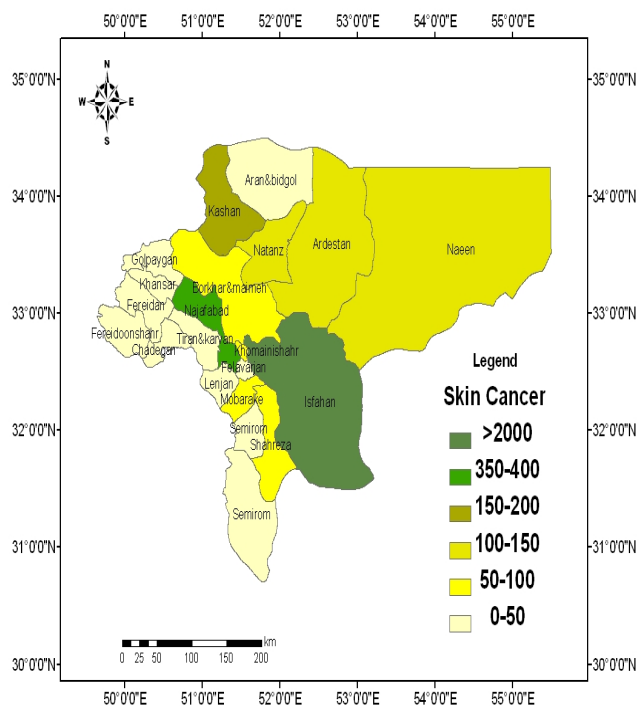 50°0'0"E 51°0'0"E 52°0'0"E 53°0'0"E 54°0'0"E 55°0'0"E
35°0'0"N 35°0'0"N
N
W E
S
Aran&bidgol
34°0'0"N 34°0'0"N
Kashan
Natanz Ardestan Naeen
Golpaygan
Khansar Borkhar&maimeh
33°0'0"N 33°0'0"N
Fereidan Najafabad
Fereidoonshahr Tiran&karvan
Chadegan Khomainishahr
Felavarjan
Lenjan
Mobarake Isfahan
32°0'0"N 32°0'0"N
Semirom
Shahreza
Semirom
31°0'0"N 31°0'0"N
30°0'0"N 30°0'0"N
Legend
Skin Cancer
>2000
350-400
150-200
100-150
50-100
0-50
km
0 25 50 100 150 200
50°0'0"E 51°0'0"E 52°0'0"E 53°0'0"E 54°0'0"E 55°0'0"E